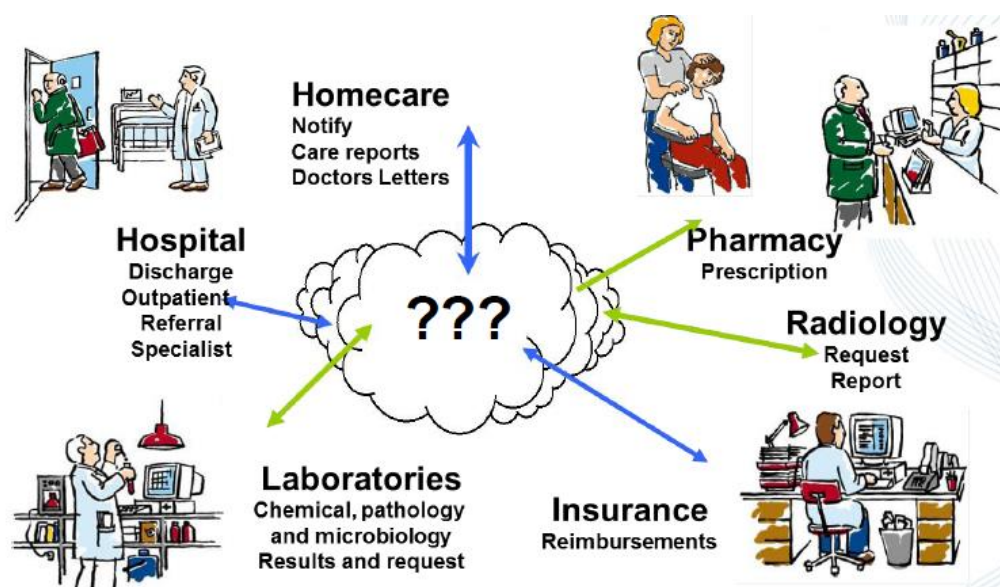 Homecare
Notify
Care reports
Doctors Letters
Hospital
Discharge
Outpatient
Referral
Specialist
???
Pharmacy
Prescription
Radiology
Request
Report
Laboratories
Chemical, pathology
and microbiology
Results and request
Insurance
Reimbursements